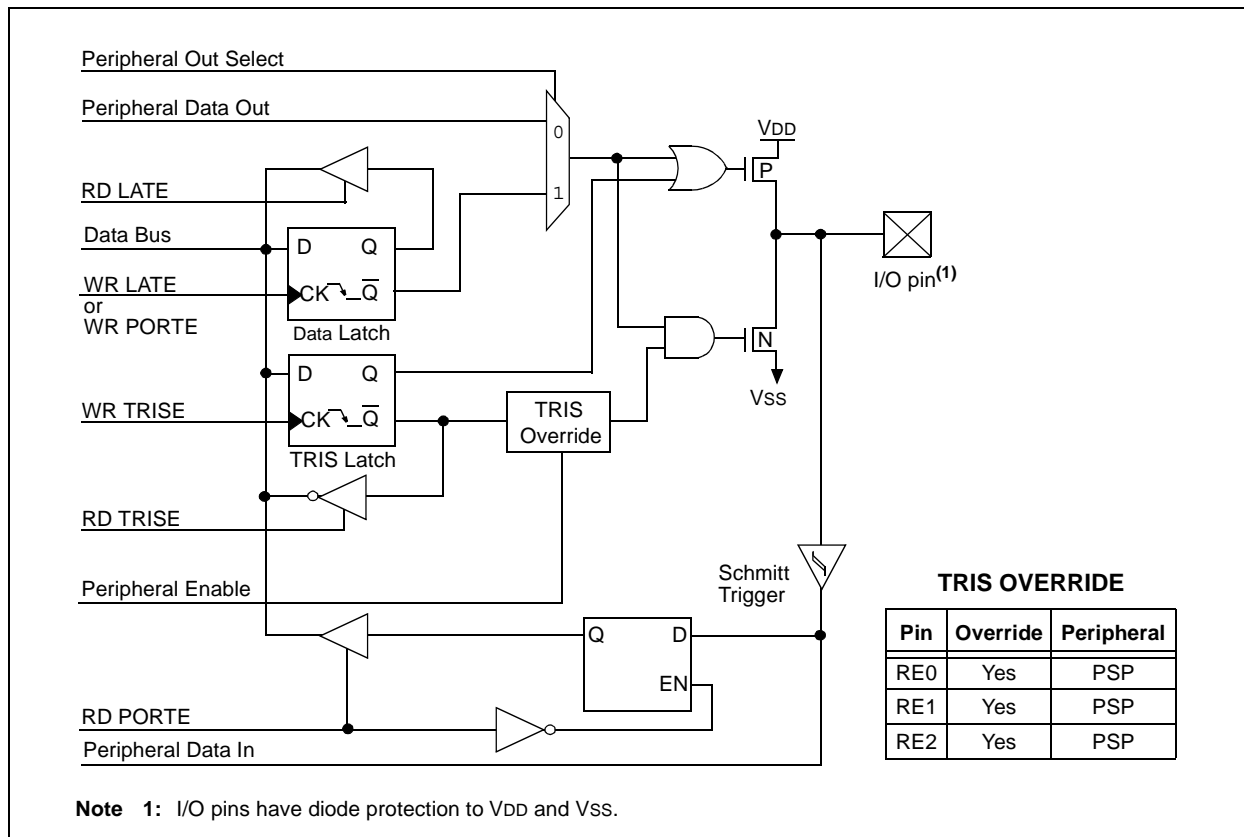 Peripheral Out Select
Peripheral Data Out
0
1
VDD
P
RD LATE
Data Bus
D Q
WR LATE
or
WR PORTE
CK Q̅
Data Latch
I/O pin(1)
N
VSS
D Q
WR TRISE
CK Q̅
TRIS Latch
TRIS
Override
RD TRISE
Peripheral Enable
Schmitt
Trigger
Q D
EN
RD PORTE
Peripheral Data In
TRIS OVERRIDE
Pin Override Peripheral
RE0 Yes PSP
RE1 Yes PSP
RE2 Yes PSP
Note 1: I/O pins have diode protection to VDD and VSS.